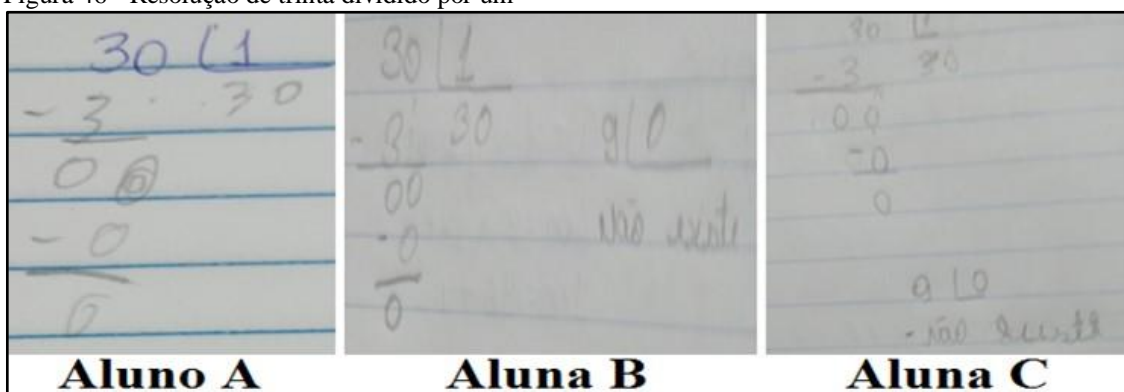 Figura 48 - Resolução de trinta dividido por um
30 1
- 3 30
0 0
- 0
0
Aluno A
30 1
- 3 30
00
- 0
0
9 0
Não existe
Aluna B
30 1
- 3 30
00
-0
0
9 0
- não existe
Aluna C